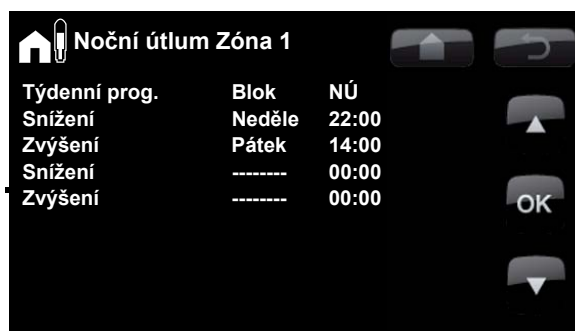 Noční útlum Zóna 1
Týdenní prog. Blok NÚ
Snížení Neděle 22:00
Zvýšení Pátek 14:00
Snížení -------- 00:00
Zvýšení -------- 00:00
OK